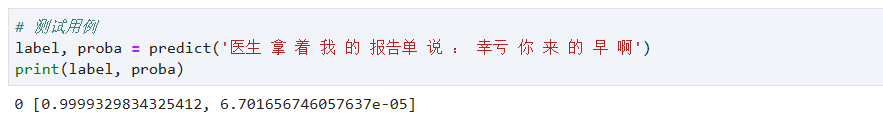 # 测试用例
label, proba = predict('医生 拿 着 我 的 报告单 说 ： 幸亏 你 来 的 早 啊')
print(label, proba)
0 [0.9999329834325412, 6.701656746057637e-05]